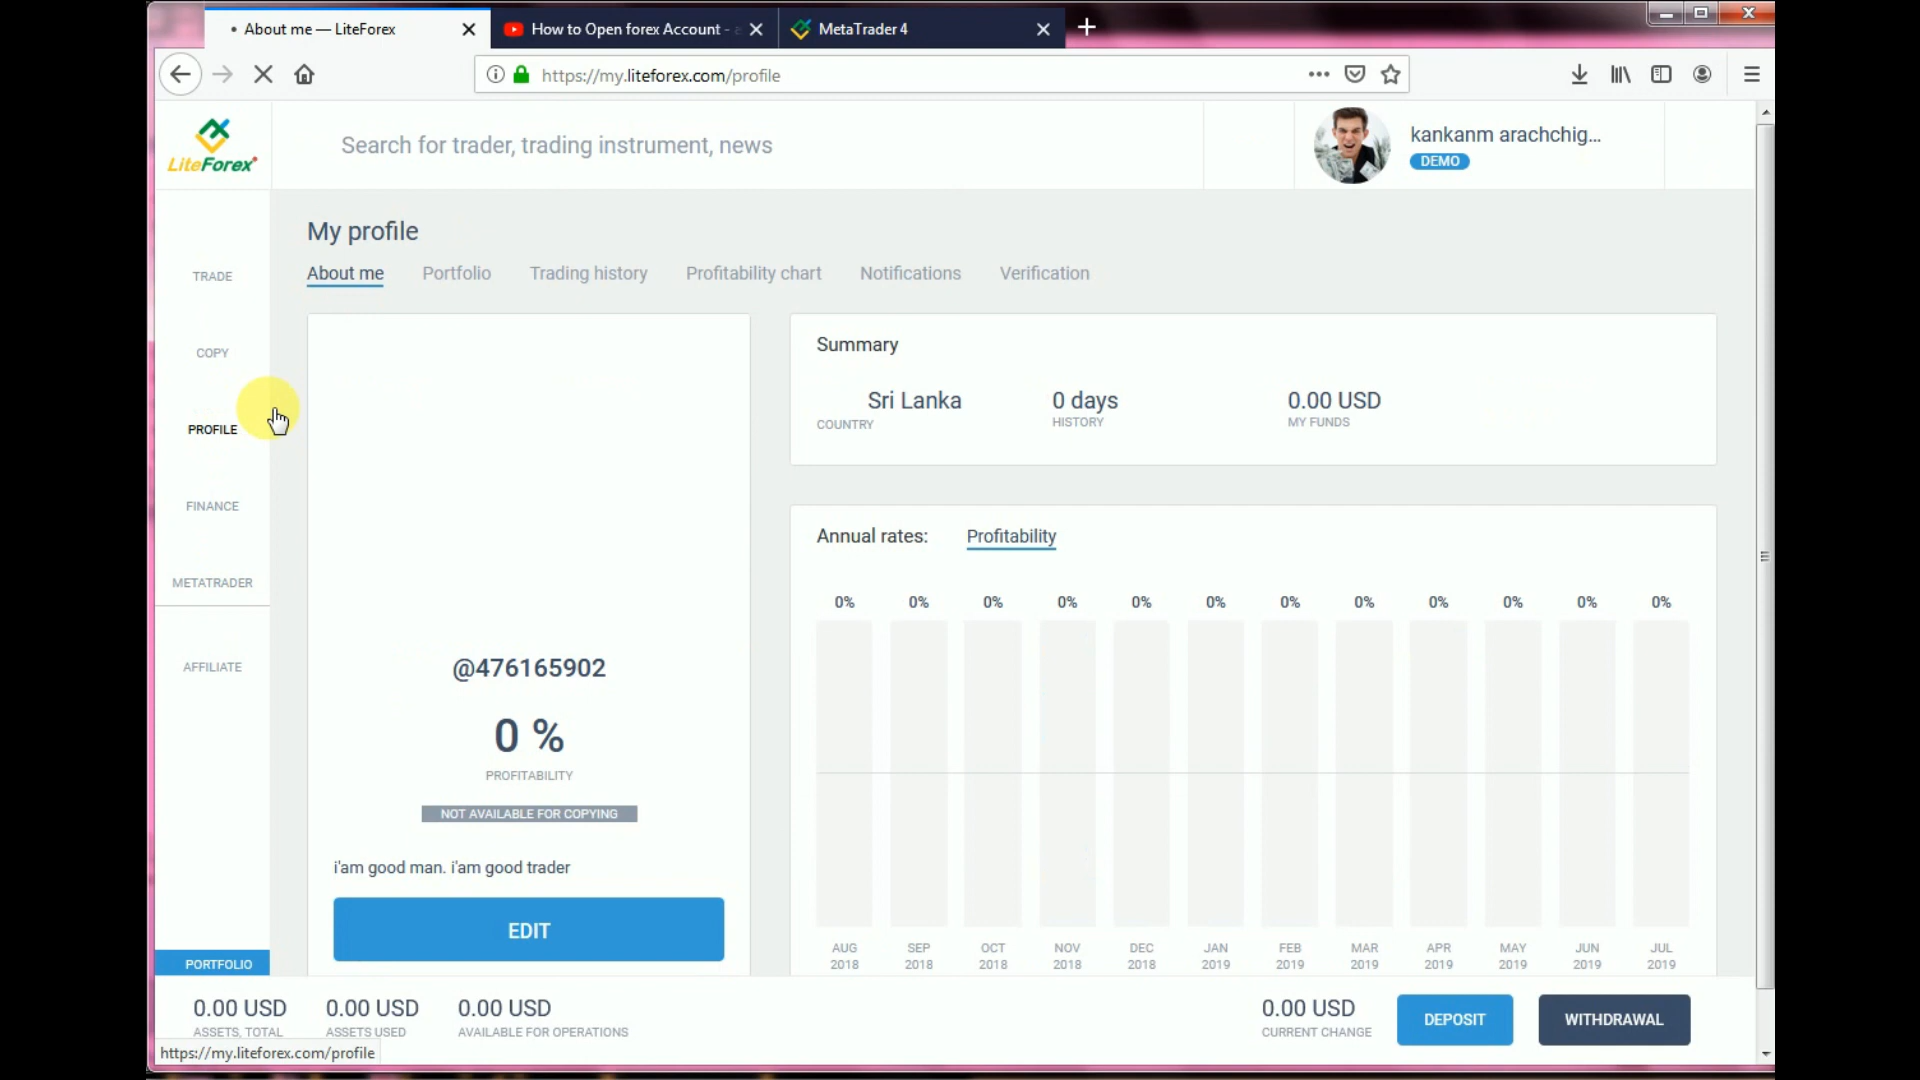 • About me — LiteForex
How to Open forex Account -
MetaTrader 4
https://my.liteforex.com/profile
LiteForex
Search for trader, trading instrument, news
kankanm arachchig...
DEMO
My profile
About me Portfolio Trading history Profitability chart Notifications Verification
TRADE
COPY
PROFILE
FINANCE
METATRADER
AFFILIATE
PORTFOLIO
@476165902
0 %
PROFITABILITY
NOT AVAILABLE FOR COPYING
i'am good man. i'am good trader
EDIT
Summary
Sri Lanka 0 days 0.00 USD
COUNTRY HISTORY MY FUNDS
Annual rates: Profitability
0% 0% 0% 0% 0% 0% 0% 0% 0% 0% 0% 0%
AUG SEP OCT NOV DEC JAN FEB MAR APR MAY JUN JUL
2018 2018 2018 2018 2018 2019 2019 2019 2019 2019 2019 2019
0.00 USD 0.00 USD 0.00 USD 0.00 USD
ASSETS, TOTAL ASSETS USED AVAILABLE FOR OPERATIONS CURRENT CHANGE
DEPOSIT WITHDRAWAL
https://my.liteforex.com/profile